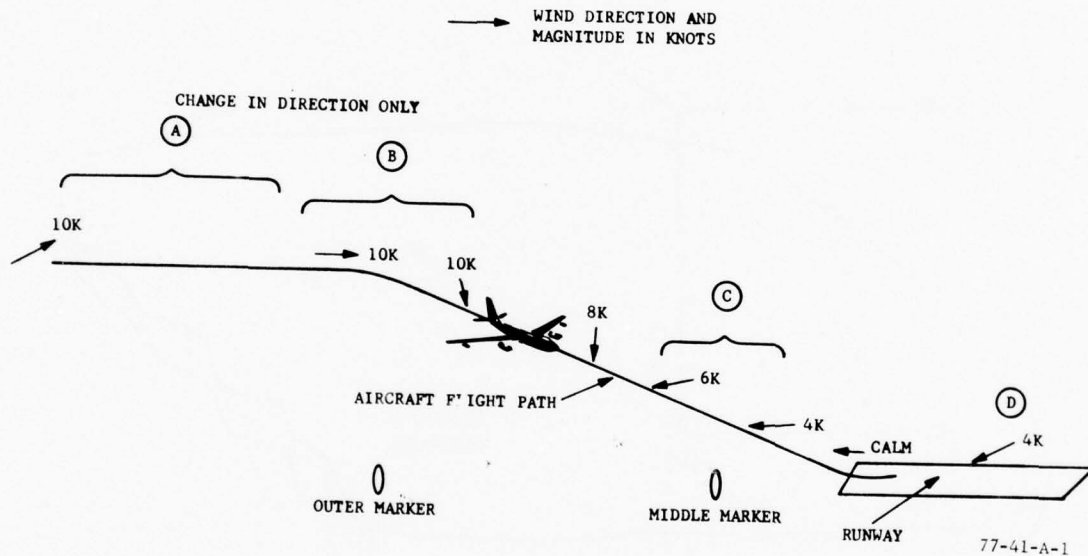 WIND DIRECTION AND
MAGNITUDE IN KNOTS
CHANGE IN DIRECTION ONLY
A
B
10K
10K
10K
8K
C
6K
AIRCRAFT F'IGHT PATH
4K
D
4K
CALM
OUTER MARKER
MIDDLE MARKER
RUNWAY
77-41-A-1